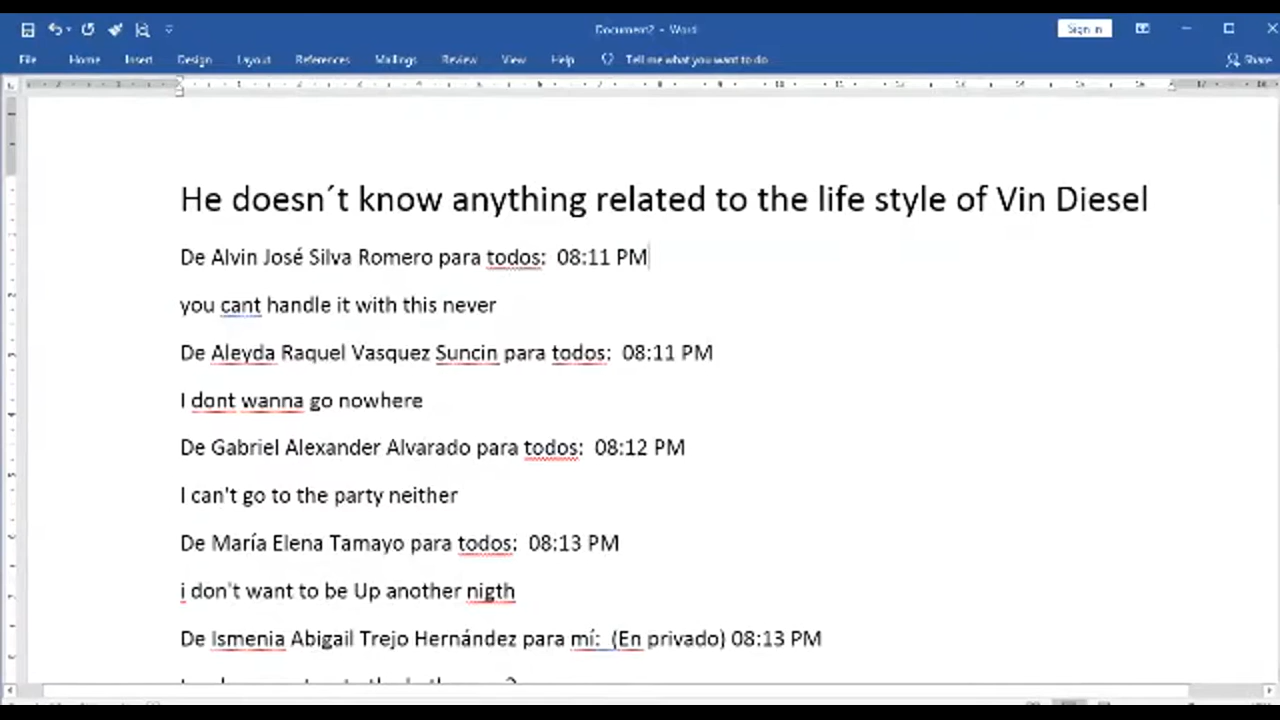 Document2 - Word
Sign in
File Home Insert Design Layout References Mailings Review View Help Tell me what you want to do Share
He doesn´t know anything related to the life style of Vin Diesel
De Alvin José Silva Romero para todos: 08:11 PM
you cant handle it with this never
De Aleyda Raquel Vasquez Suncin para todos: 08:11 PM
I dont wanna go nowhere
De Gabriel Alexander Alvarado para todos: 08:12 PM
I can't go to the party neither
De María Elena Tamayo para todos: 08:13 PM
i don't want to be Up another nigth
De Ismenia Abigail Trejo Hernández para mí: (En privado) 08:13 PM